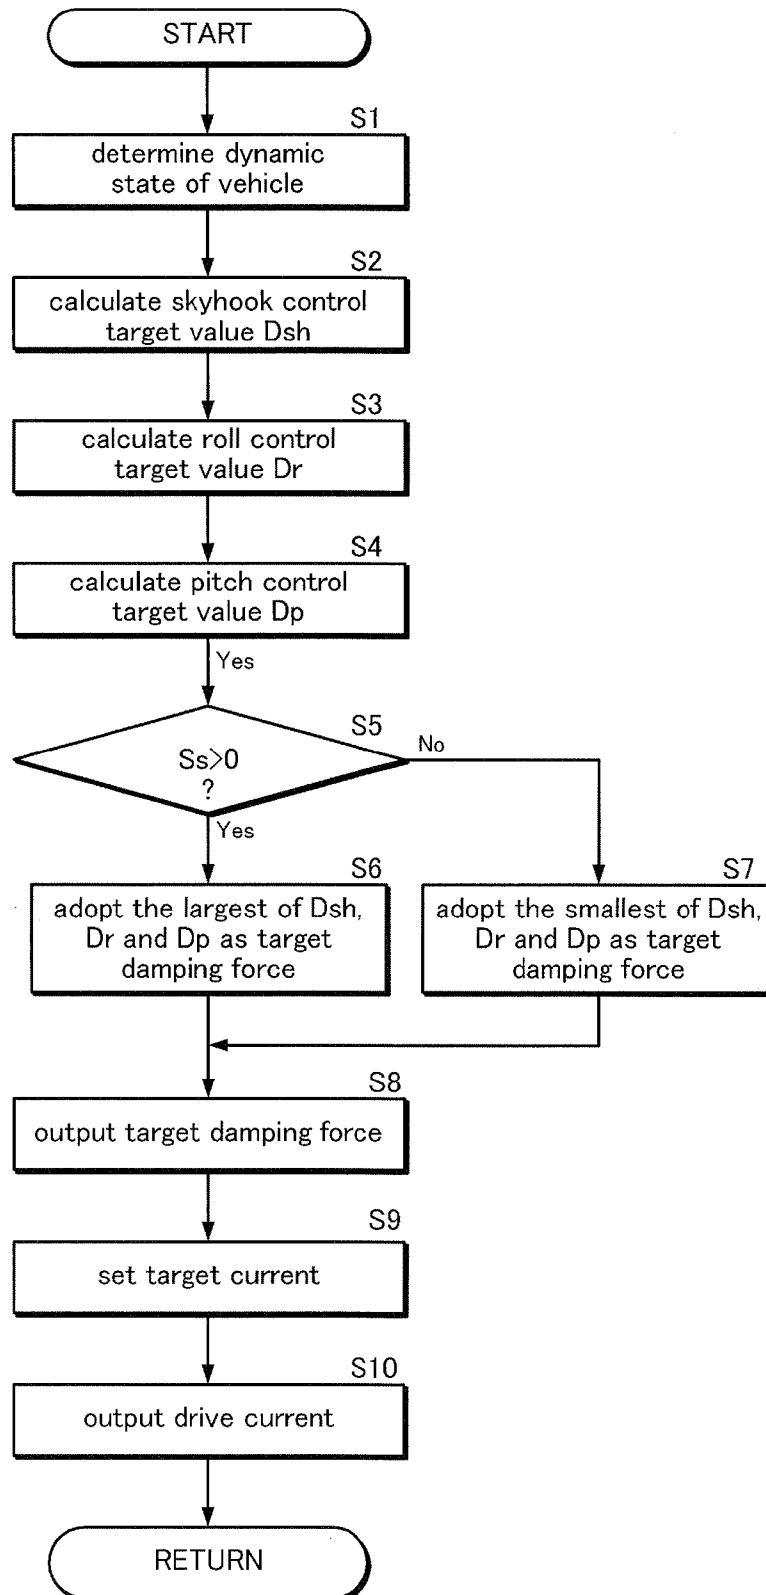 START
S1
determine dynamic
state of vehicle
S2
calculate skyhook control
target value Dsh
S3
calculate roll control
target value Dr
S4
calculate pitch control
target value Dp
Yes
S5
Ss>0
?
No
Yes
S6
adopt the largest of Dsh,
Dr and Dp as target
damping force
S7
adopt the smallest of Dsh,
Dr and Dp as target
damping force
S8
output target damping force
S9
set target current
S10
output drive current
RETURN